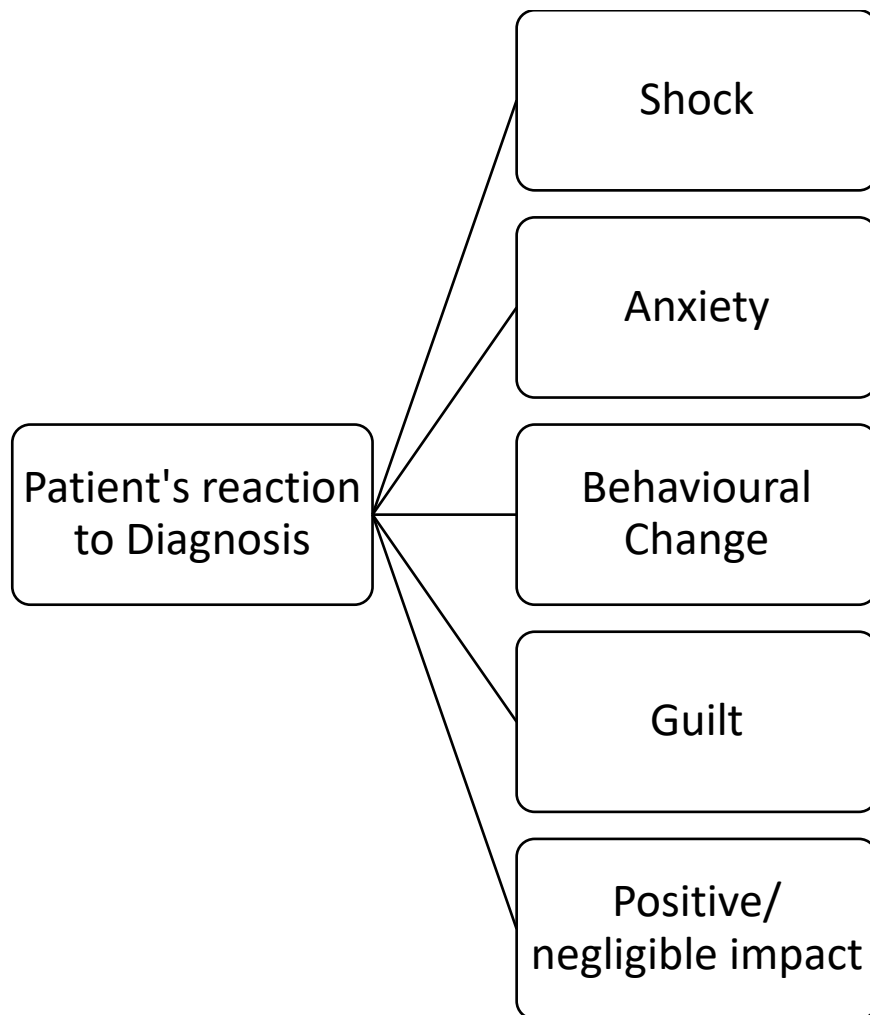 Shock
Anxiety
Patient's reaction
to Diagnosis
Behavioural
Change
Guilt
Positive/
negligible impact